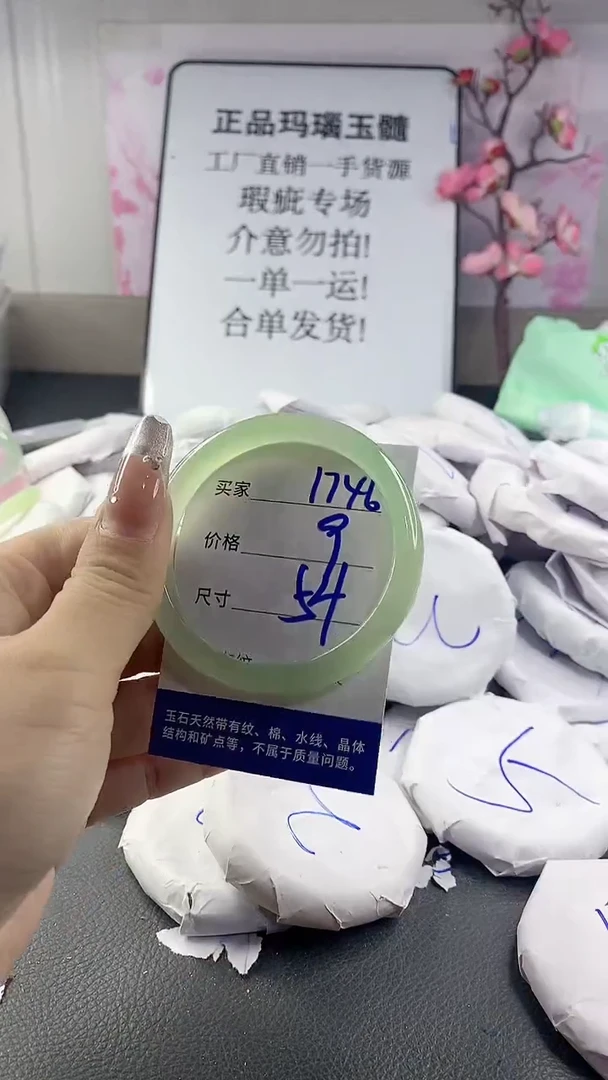 正品玛瑙玉髓
工厂直销一手货源
瑕疵专场
介意勿拍!
一单一运!
合单发货!
买家 1746
价格 9
尺寸 54
玉石天然带有纹、棉、水线、晶体
结构和矿点等,不属于质量问题。